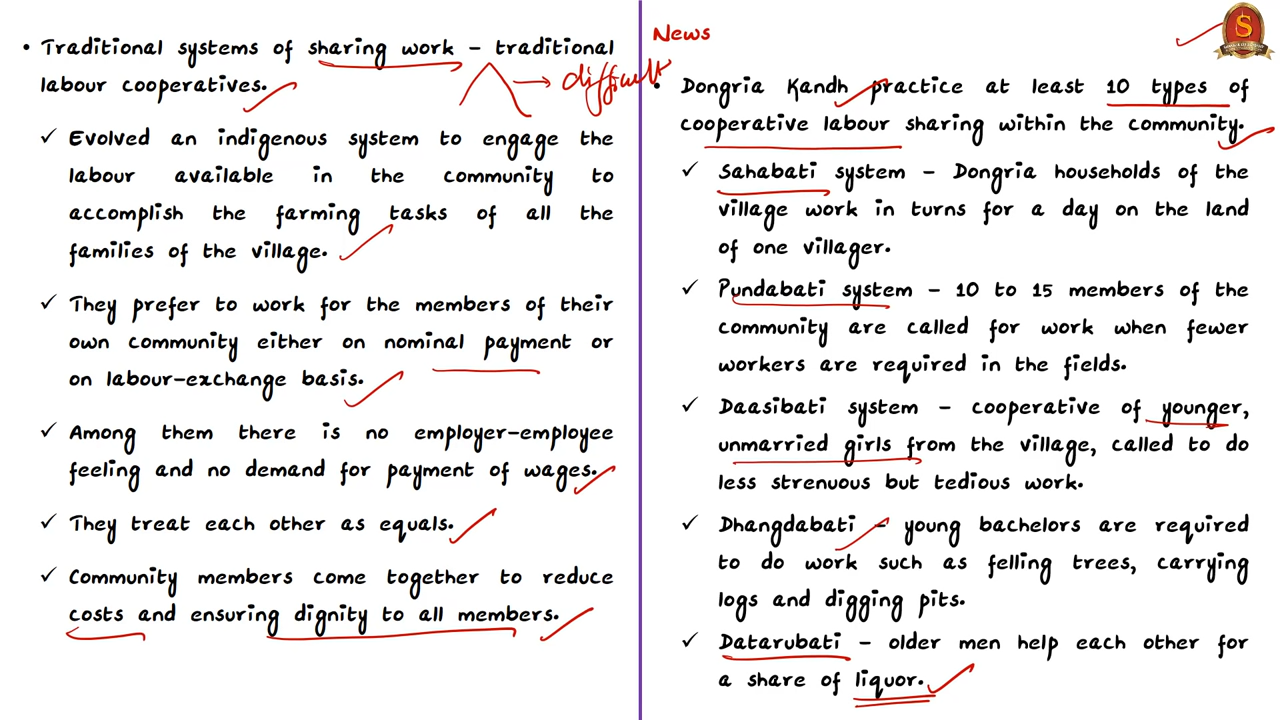 • Traditional systems of sharing work – traditional
labour cooperatives.
difficult
✓ Evolved an indigenous system to engage the
labour available in the community to
accomplish the farming tasks of all the
families of the village.
✓ They prefer to work for the members of their
own community either on nominal payment or
on labour-exchange basis.
✓ Among them there is no employer-employee
feeling and no demand for payment of wages.
✓ They treat each other as equals.
✓ Community members come together to reduce
costs and ensuring dignity to all members.
News
S
• Dongria Kandh practice at least 10 types of
cooperative labour sharing within the community.
✓ Sahabati system – Dongria households of the
village work in turns for a day on the land
of one villager.
✓ Pundabati system – 10 to 15 members of the
community are called for work when fewer
workers are required in the fields.
✓ Daasibati system – cooperative of younger,
unmarried girls from the village, called to do
less strenuous but tedious work.
✓ Dhangdabati – young bachelors are required
to do work such as felling trees, carrying
logs and digging pits.
✓ Datarubati – older men help each other for
a share of liquor.